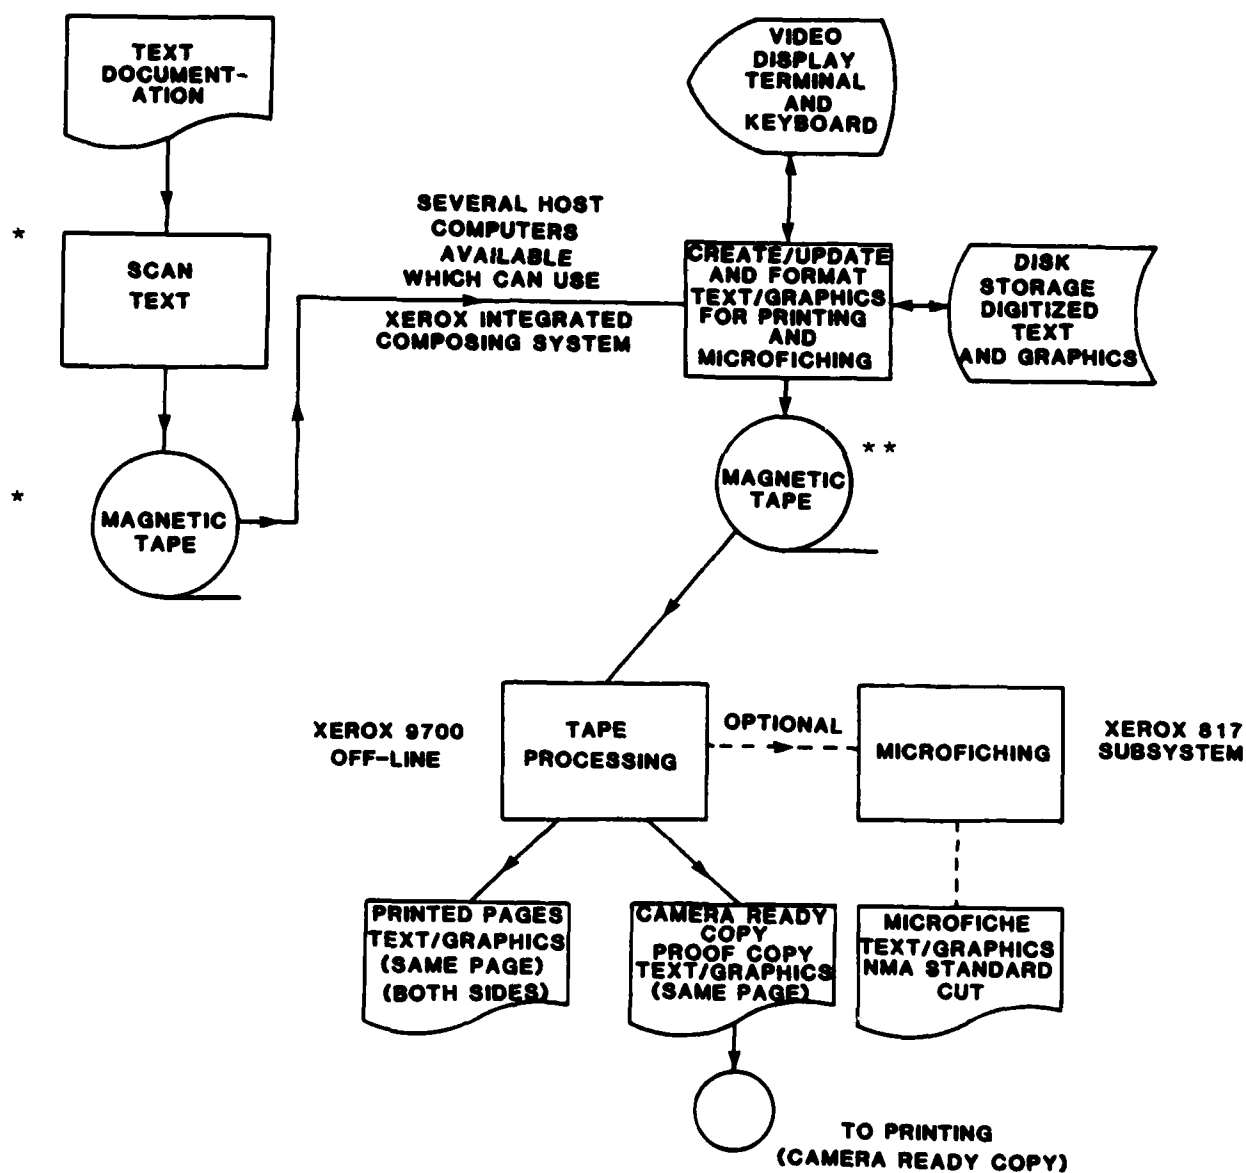 TEXT
DOCUMENT-
ATION
*
SCAN
TEXT
*
MAGNETIC
TAPE
SEVERAL HOST
COMPUTERS
AVAILABLE
WHICH CAN USE
XEROX INTEGRATED
COMPOSING SYSTEM
VIDEO
DISPLAY
TERMINAL
AND
KEYBOARD
CREATE/UPDATE
AND FORMAT
TEXT/GRAPHICS
FOR PRINTING
AND
MICROFICHING
DISK
STORAGE
DIGITIZED
TEXT
AND GRAPHICS
* *
MAGNETIC
TAPE
XEROX 9700
OFF-LINE
TAPE
PROCESSING
OPTIONAL
MICROFICHING
XEROX 817
SUBSYSTEM
PRINTED PAGES
TEXT/GRAPHICS
(SAME PAGE)
(BOTH SIDES)
CAMERA READY
COPY
PROOF COPY
TEXT/GRAPHICS
(SAME PAGE)
MICROFICHE
TEXT/GRAPHICS
NMA STANDARD
CUT
TO PRINTING
(CAMERA READY COPY)